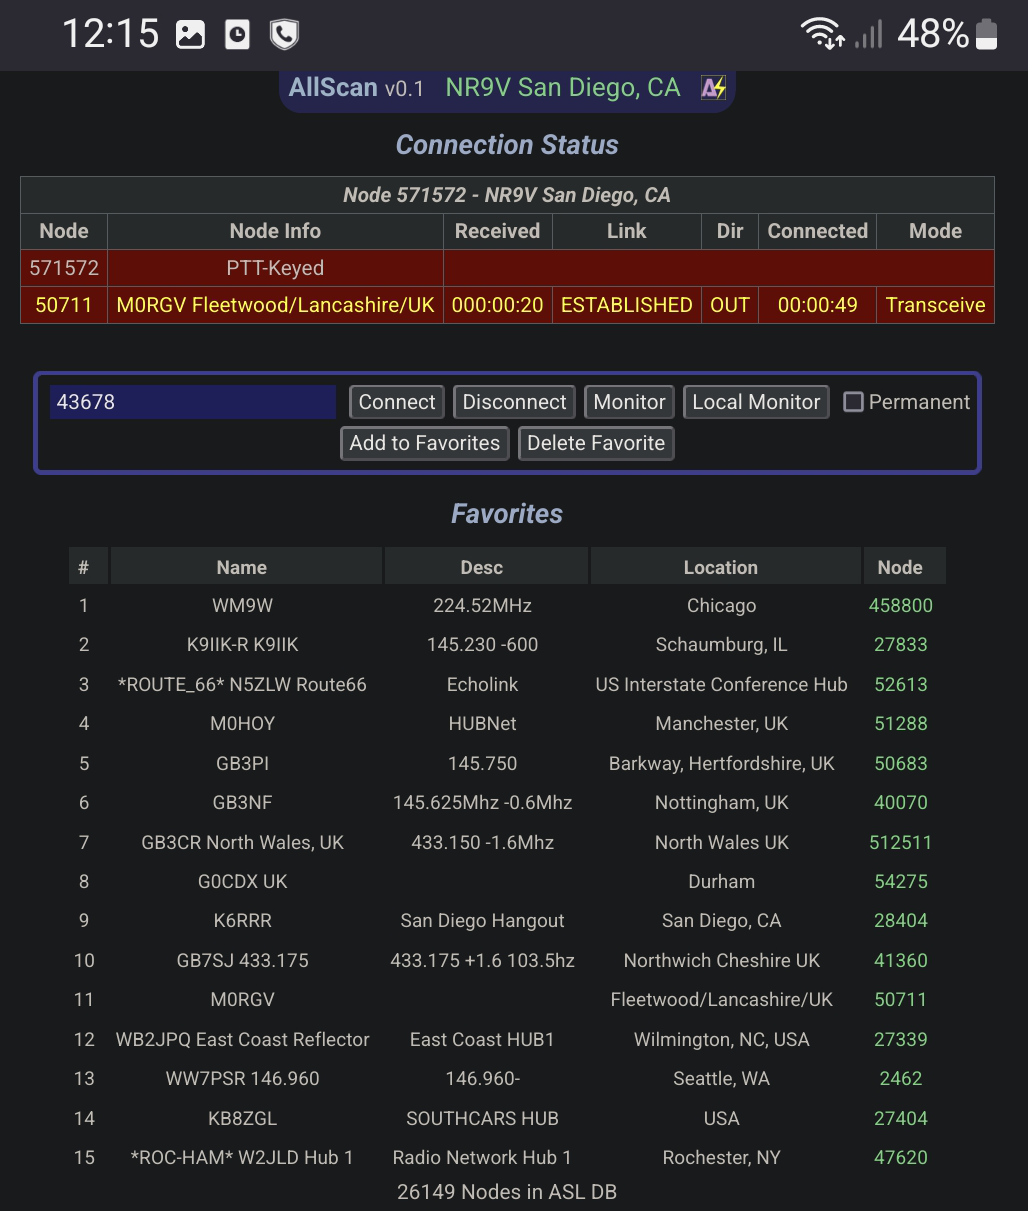 12:15 48%
AllScan v0.1 NR9V San Diego, CA
Connection Status
Node 571572 - NR9V San Diego, CA
Node Node Info Received Link Dir Connected Mode
571572 PTT-Keyed
50711 M0RGV Fleetwood/Lancashire/UK 000:00:20 ESTABLISHED OUT 00:00:49 Transceive
43678 Connect Disconnect Monitor Local Monitor Permanent
Add to Favorites Delete Favorite
Favorites
# Name Desc Location Node
1 WM9W 224.52MHz Chicago 458800
2 K9IIK-R K9IIK 145.230 -600 Schaumburg, IL 27833
3 *ROUTE_66* N5ZLW Route66 Echolink US Interstate Conference Hub 52613
4 M0HOY HUBNet Manchester, UK 51288
5 GB3PI 145.750 Barkway, Hertfordshire, UK 50683
6 GB3NF 145.625Mhz -0.6Mhz Nottingham, UK 40070
7 GB3CR North Wales, UK 433.150 -1.6Mhz North Wales UK 512511
8 G0CDX UK Durham 54275
9 K6RRR San Diego Hangout San Diego, CA 28404
10 GB7SJ 433.175 433.175 +1.6 103.5hz Northwich Cheshire UK 41360
11 M0RGV Fleetwood/Lancashire/UK 50711
12 WB2JPQ East Coast Reflector East Coast HUB1 Wilmington, NC, USA 27339
13 WW7PSR 146.960 146.960- Seattle, WA 2462
14 KB8ZGL SOUTHCARS HUB USA 27404
15 *ROC-HAM* W2JLD Hub 1 Radio Network Hub 1 Rochester, NY 47620
26149 Nodes in ASL DB